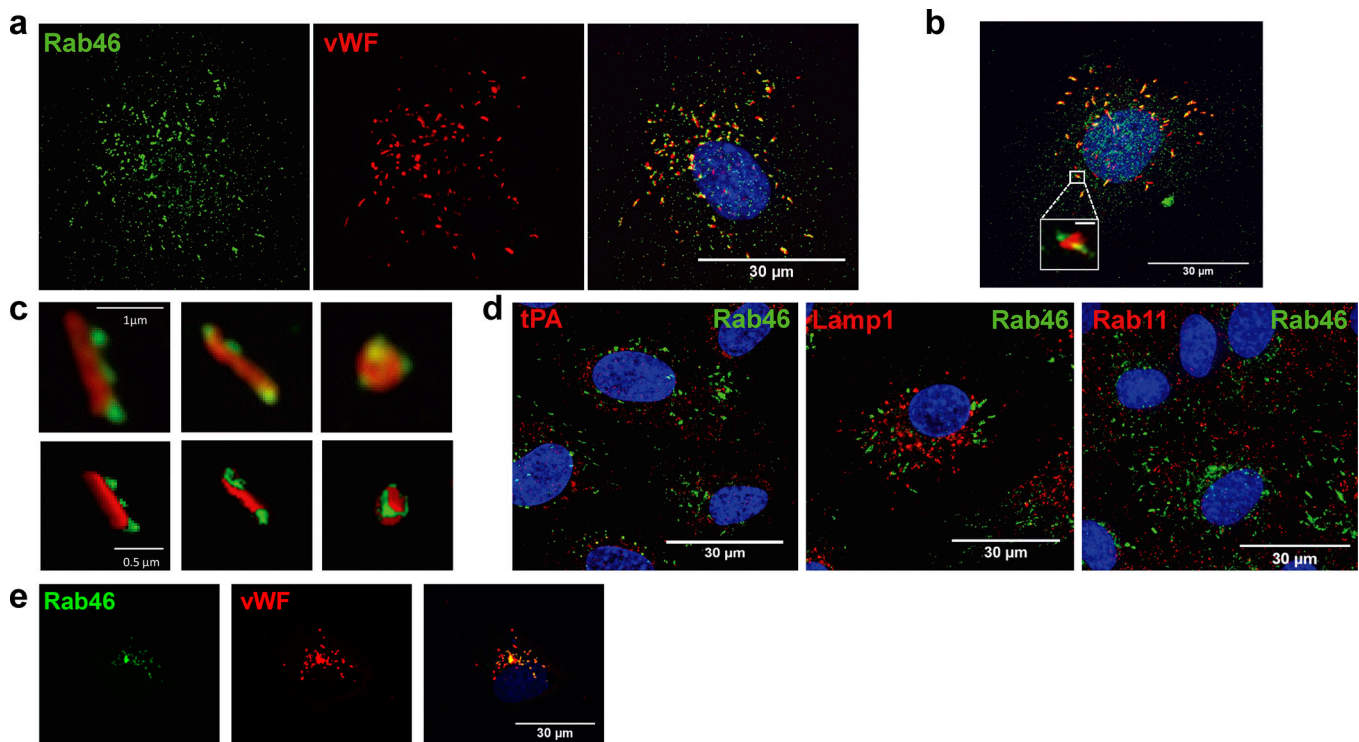 a
Rab46
vWF
30 µm
b
30 µm
c
1µm
0.5 µm
d
tPA
Rab46
30 µm
Lamp1
Rab46
30 µm
Rab11
Rab46
30 µm
e
Rab46
vWF
30 µm